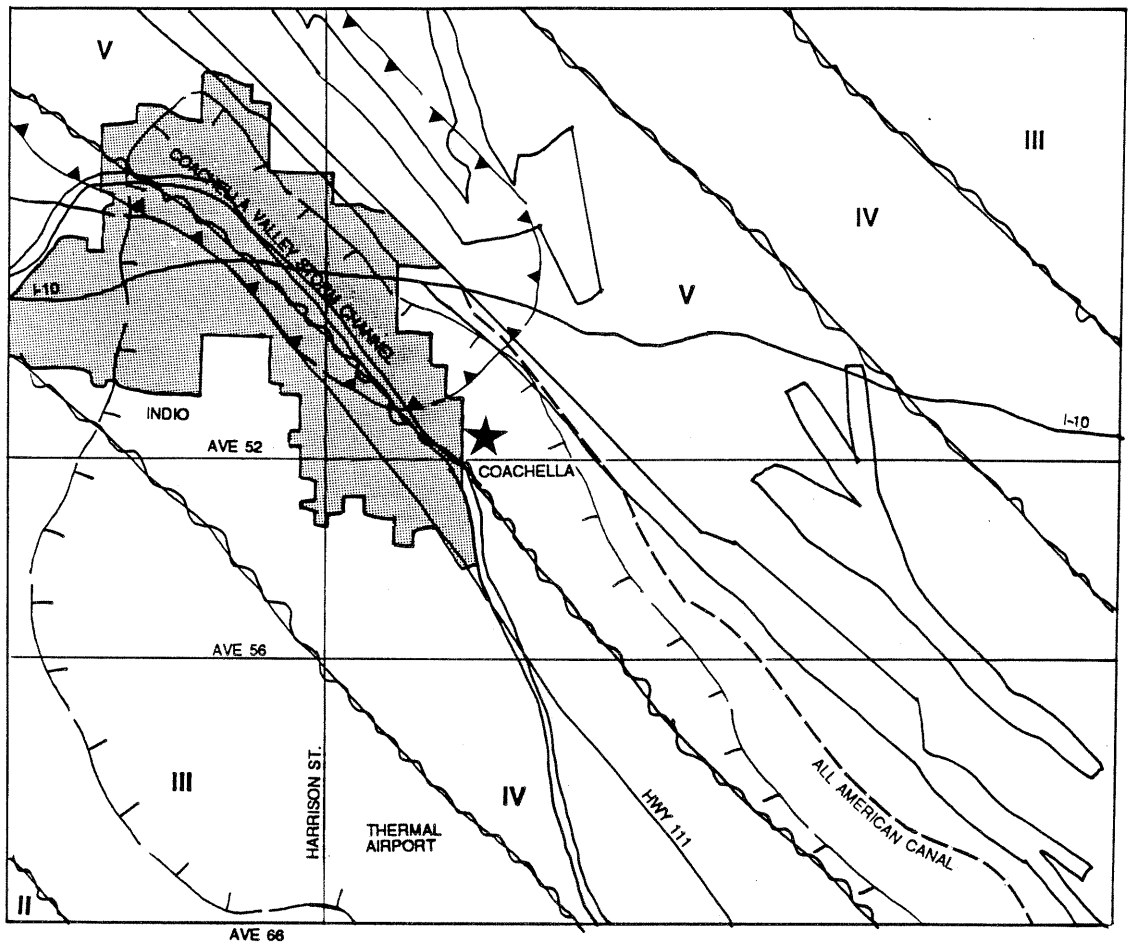 V
III
COACHELLA VALLEY STORM CHANNEL
IV
I-10
V
INDIO
I-10
AVE 52
COACHELLA
AVE 56
III
HARRISON ST.
IV
HWY 111
ALL AMERICAN CANAL
THERMAL
AIRPORT
II
AVE 66